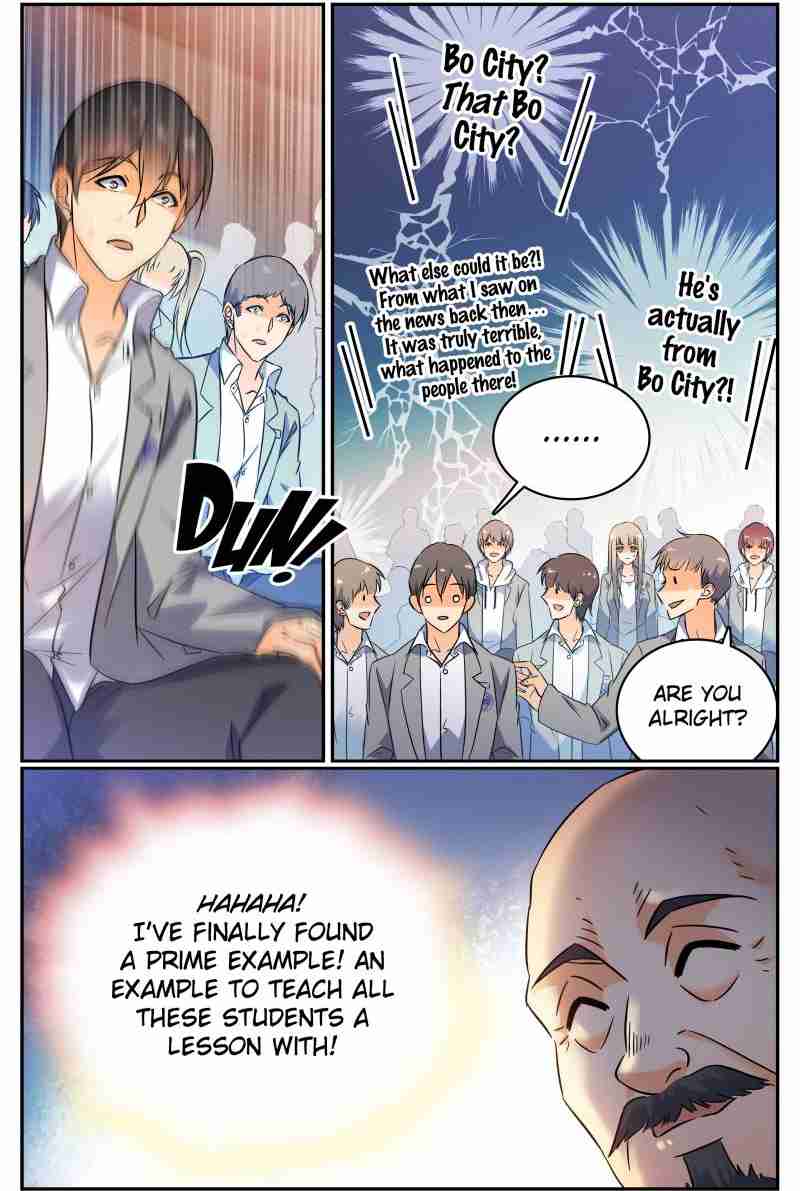 DUN!
Bo City?
That Bo
City?
What else could it be?!
From what I saw on
the news back then...
It was truly terrible,
what happened to the
people there!
He's
actually
from
Bo City?!
......
ARE YOU
ALRIGHT?
HAHAHA!
I'VE FINALLY FOUND
A PRIME EXAMPLE! AN
EXAMPLE TO TEACH ALL
THESE STUDENTS A
LESSON WITH!